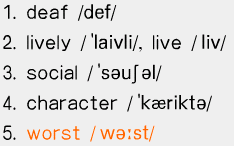 1. deaf /def/
2. lively /ˈlaivli/, live /liv/
3. social /ˈsəuʃəl/
4. character /ˈkæriktə/
5. worst /wəːst/